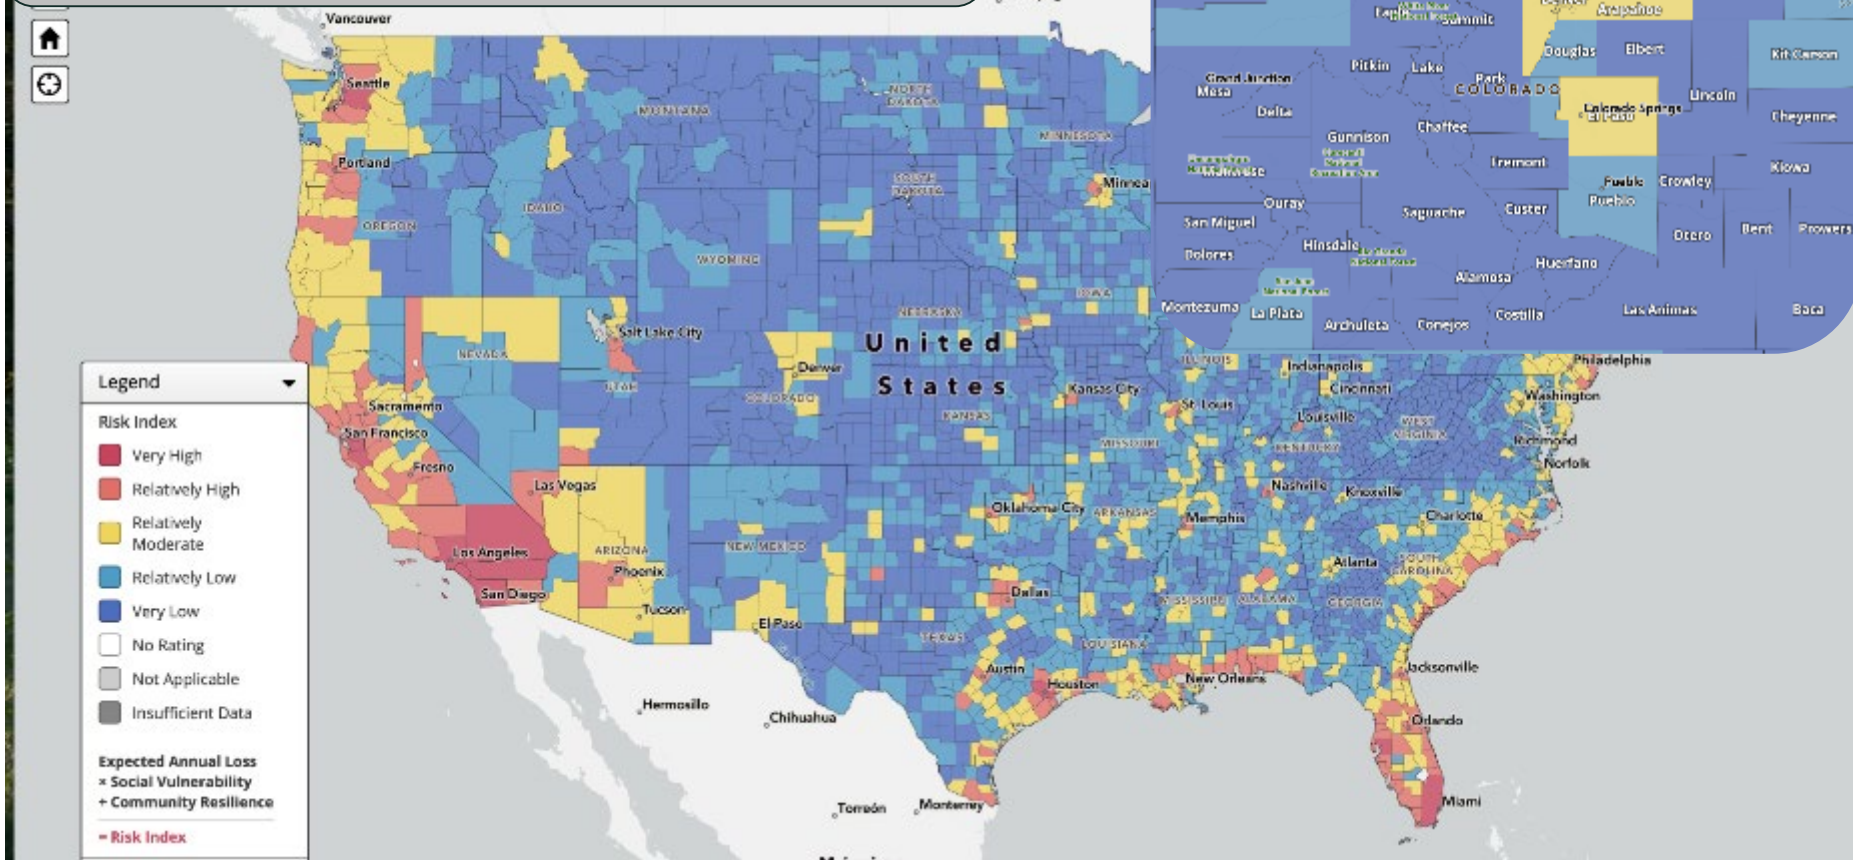 Vancouver
Seattle
MONTANA
NORTH
DAKOTA
MINNESOTA
Portland
Minnea
SOUTH
DAKOTA
IDAHO
OREGON
WYOMING
IOWA
NEBRASKA
Salt Lake City
United
States
NEVADA
UTAH
Denver
COLORADO
KANSAS
Kansas City
ILLINOIS
Indianapolis
Cincinnati
Philadelphia
Washington
St. Louis
Louisville
WEST
VIRGINIA
Richmond
MISSOURI
KENTUCKY
Norfolk
Sacramento
San Francisco
Fresno
Las Vegas
Nashville
Knoxville
Oklahoma City
ARKANSAS
Memphis
Charlotte
Los Angeles
ARIZONA
NEW MEXICO
Phoenix
Atlanta
SOUTH
CAROLINA
San Diego
Tucson
Dallas
MISSISSIPPI
ALABAMA
GEORGIA
El Paso
TEXAS
LOUISIANA
Austin
Houston
New Orleans
Jacksonville
Hermosillo
Chihuahua
Orlando
Torreón
Monterrey
Miami
Eagle
Summit
Arapahoe
Douglas
Elbert
Kit Carson
Pitkin
Lake
Park
Grand Junction
Mesa
COLORADO
Lincoln
Delta
Colorado Springs
El Paso
Cheyenne
Gunnison
Chaffee
Fremont
Kiowa
Montrose
Pueblo
Crowley
Pueblo
Ouray
San Miguel
Saguache
Custer
Otero
Bent
Prowers
Dolores
Hinsdale
Huerfano
Alamosa
Montezuma
La Plata
Archuleta
Conejos
Costilla
Las Animas
Baca
Legend
Risk Index
Very High
Relatively High
Relatively
Moderate
Relatively Low
Very Low
No Rating
Not Applicable
Insufficient Data
Expected Annual Loss
× Social Vulnerability
÷ Community Resilience
= Risk Index